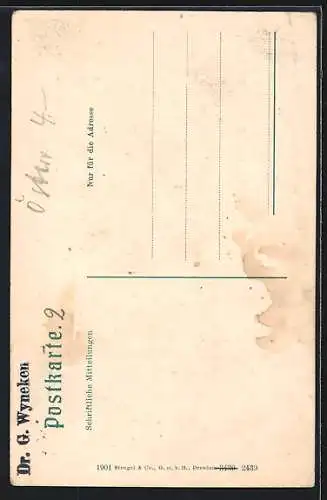 Dr. G. Wyneken
Postkarte. 2
Schriftliche Mitteilungen
Nur für die Adresse
1901 Stengel & Co., G. m. b. H., Dresden 2439